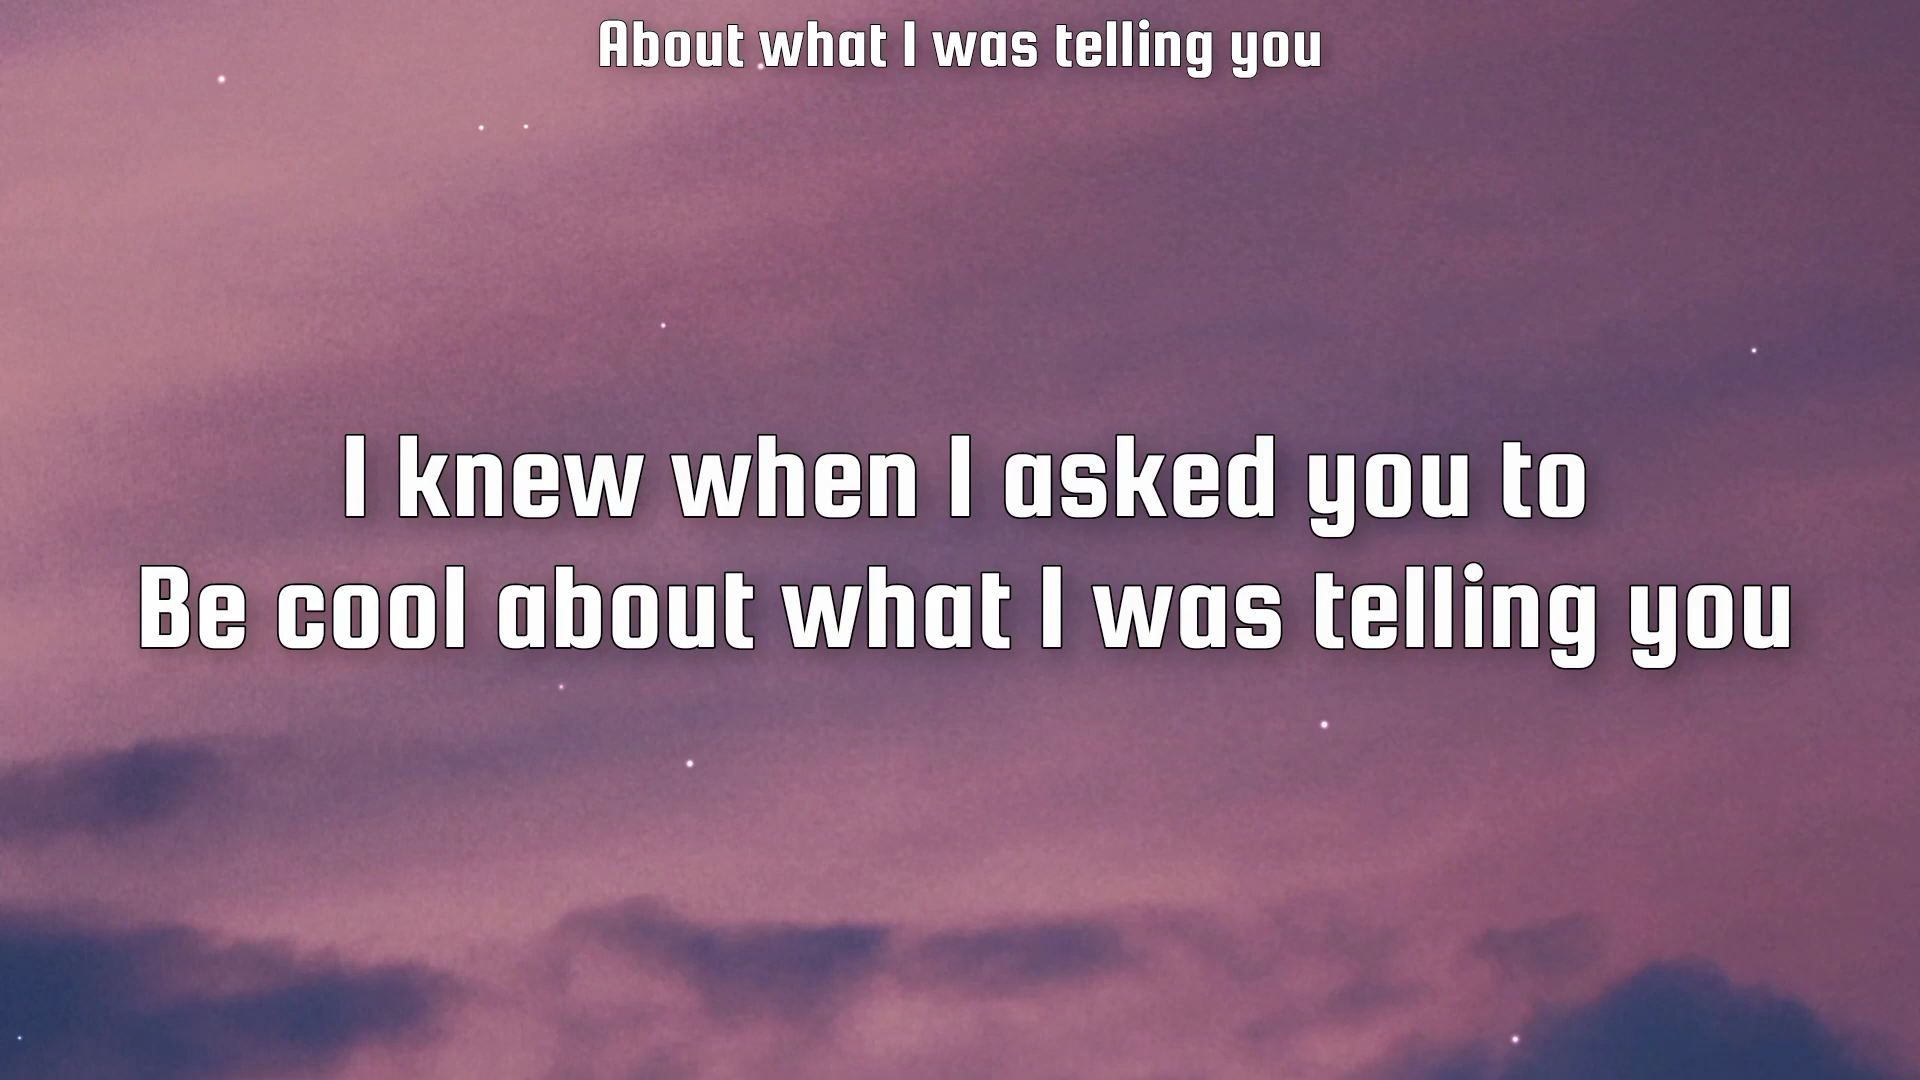 About what I was telling you
I knew when I asked you to
Be cool about what I was telling you